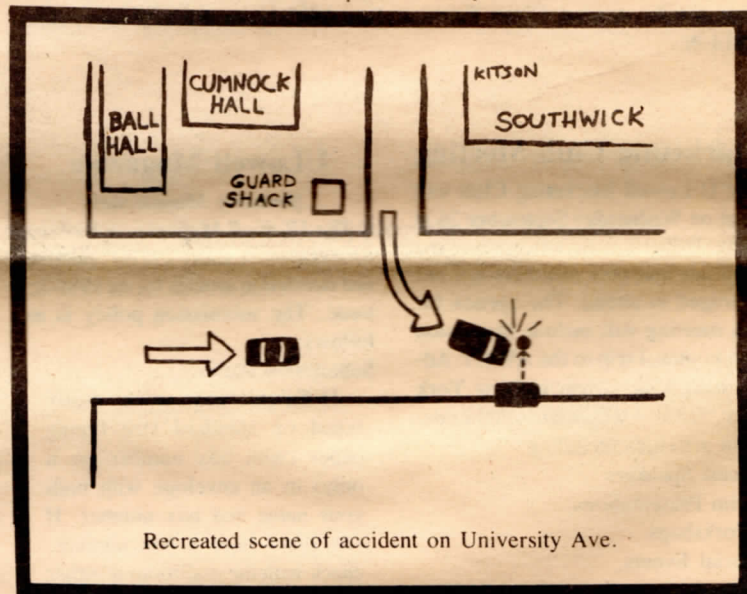 BALL
HALL
CUMNOCK
HALL
GUARD
SHACK
KITSON
SOUTHWICK
Recreated scene of accident on University Ave.